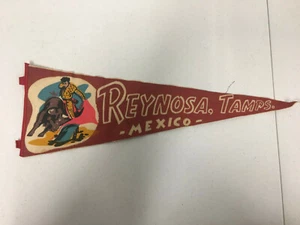 REYNOSA, TAMPS.
- MEXICO -